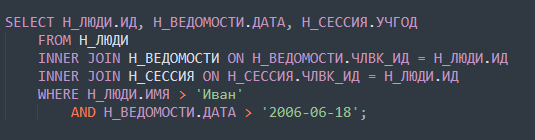 SELECT Н_ЛЮДИ.ИД, Н_ВЕДОМОСТИ.ДАТА, Н_СЕССИЯ.УЧГОД
FROM Н_ЛЮДИ
INNER JOIN Н_ВЕДОМОСТИ ON Н_ВЕДОМОСТИ.ЧЛВК_ИД = Н_ЛЮДИ.ИД
INNER JOIN Н_СЕССИЯ ON Н_СЕССИЯ.ЧЛВК_ИД = Н_ЛЮДИ.ИД
WHERE Н_ЛЮДИ.ИМЯ > 'Иван'
AND Н_ВЕДОМОСТИ.ДАТА > '2006-06-18';